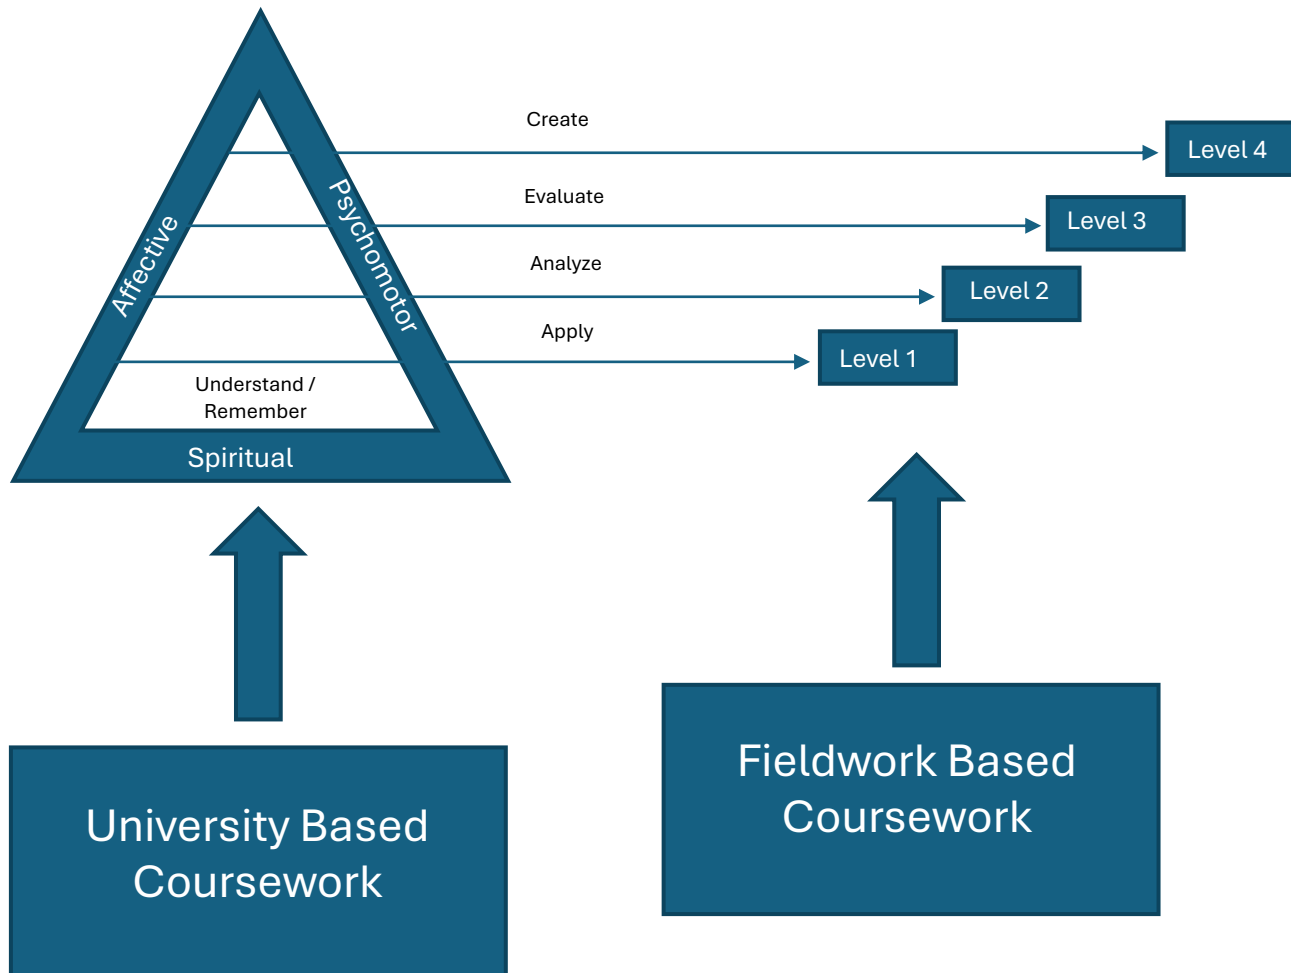 Create
Level 4
Evaluate
Level 3
Analyze
Level 2
Apply
Level 1
Affective
Psychomotor
Understand /
Remember
Spiritual
University Based
Coursework
Fieldwork Based
Coursework